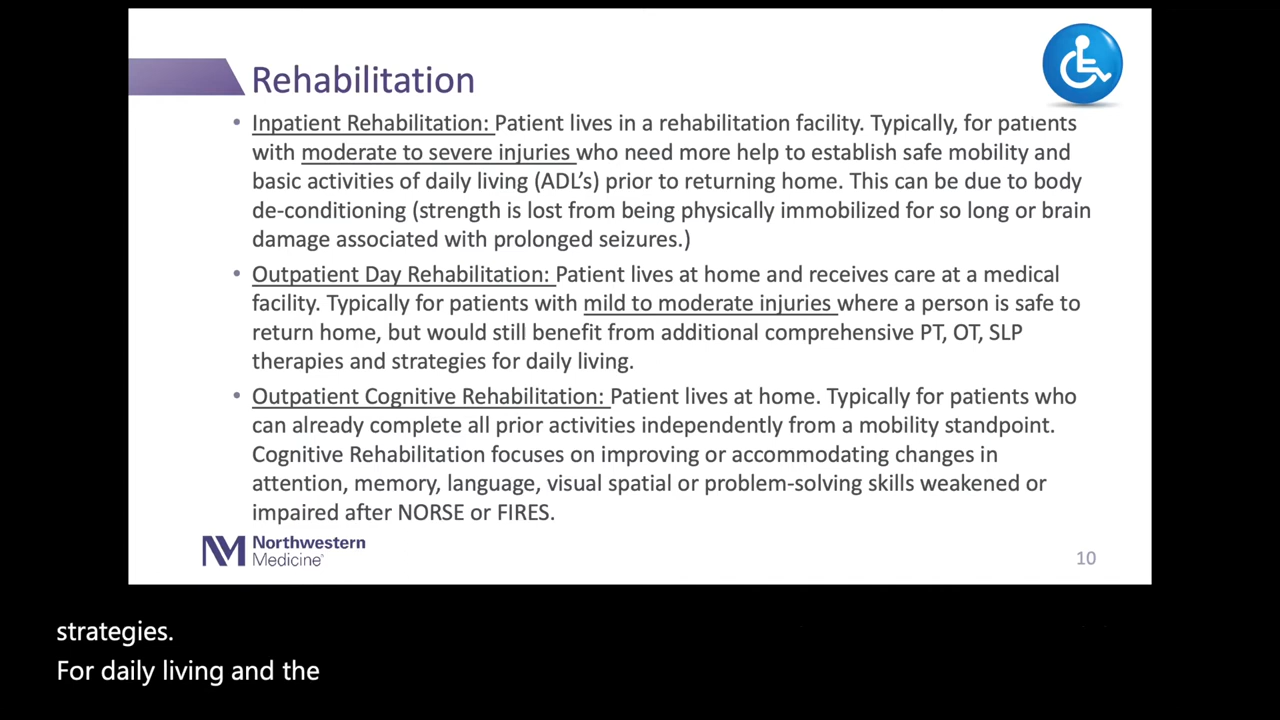 Rehabilitation
• Inpatient Rehabilitation: Patient lives in a rehabilitation facility. Typically, for patients
with moderate to severe injuries who need more help to establish safe mobility and
basic activities of daily living (ADL’s) prior to returning home. This can be due to body
de-conditioning (strength is lost from being physically immobilized for so long or brain
damage associated with prolonged seizures.)
• Outpatient Day Rehabilitation: Patient lives at home and receives care at a medical
facility. Typically for patients with mild to moderate injuries where a person is safe to
return home, but would still benefit from additional comprehensive PT, OT, SLP
therapies and strategies for daily living.
• Outpatient Cognitive Rehabilitation: Patient lives at home. Typically for patients who
can already complete all prior activities independently from a mobility standpoint.
Cognitive Rehabilitation focuses on improving or accommodating changes in
attention, memory, language, visual spatial or problem-solving skills weakened or
impaired after NORSE or FIRES.
NM Northwestern
Medicine
10
strategies.
For daily living and the